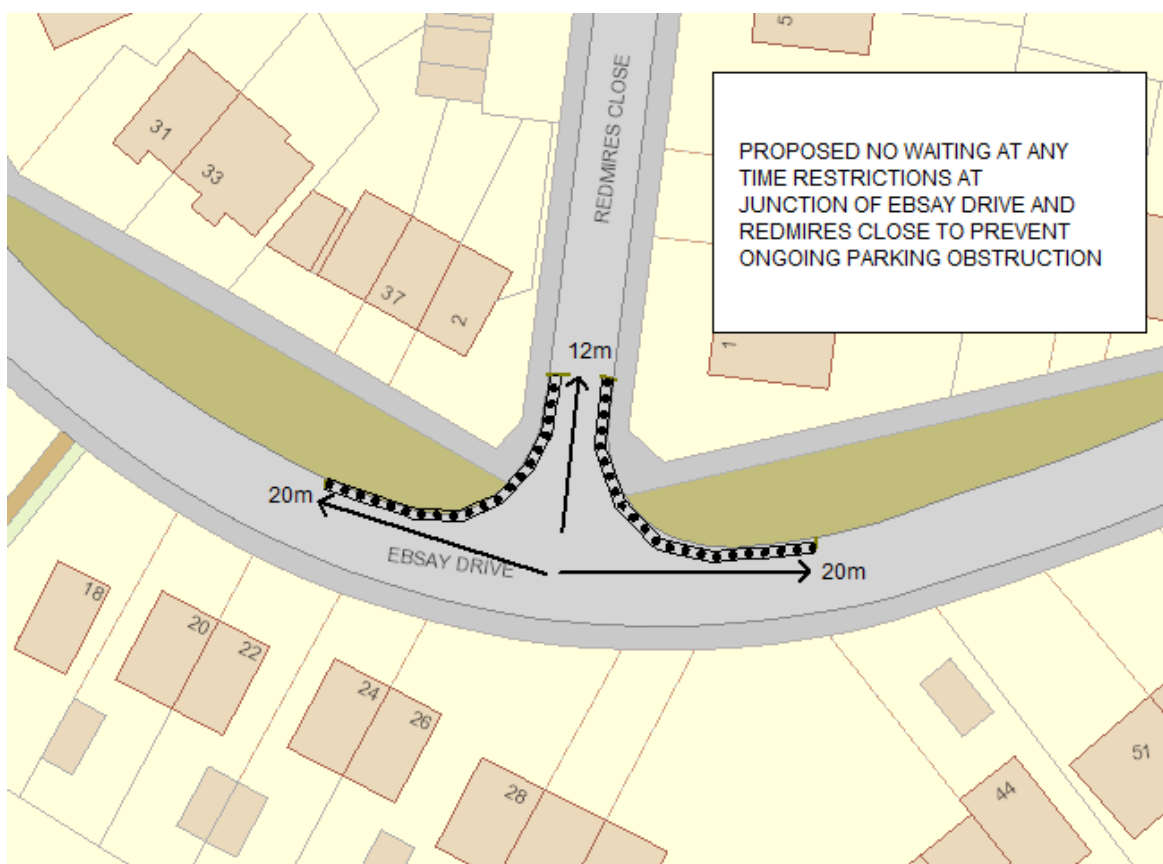 5
REDMIRES CLOSE
31
33
PROPOSED NO WAITING AT ANY
TIME RESTRICTIONS AT
JUNCTION OF EBSAY DRIVE AND
REDMIRES CLOSE TO PREVENT
ONGOING PARKING OBSTRUCTION
37
2
1
12m
20m
EBSAY DRIVE
20m
18
20
22
24
26
28
44
51